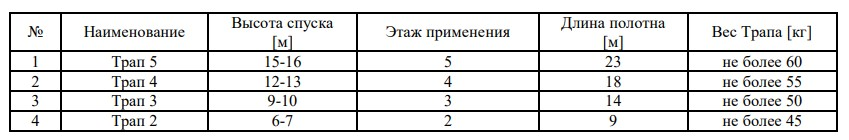 № Наименование Высота спуска [м] Этаж применения Длина полотна [м] Вес Трапа [кг]
1 Трап 5 15-16 5 23 не более 60
2 Трап 4 12-13 4 18 не более 55
3 Трап 3 9-10 3 14 не более 50
4 Трап 2 6-7 2 9 не более 45